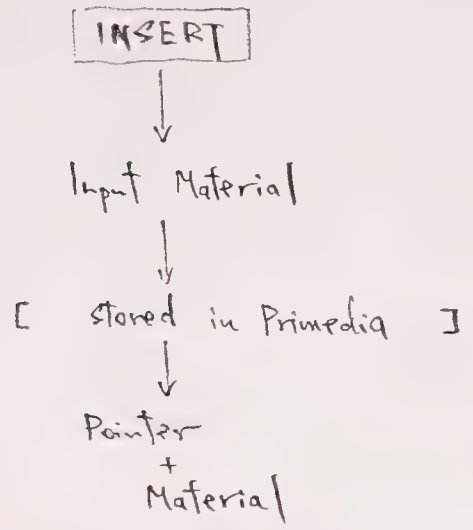 INSERT
Input Material
[ stored in Primedia ]
Pointer
+
Material